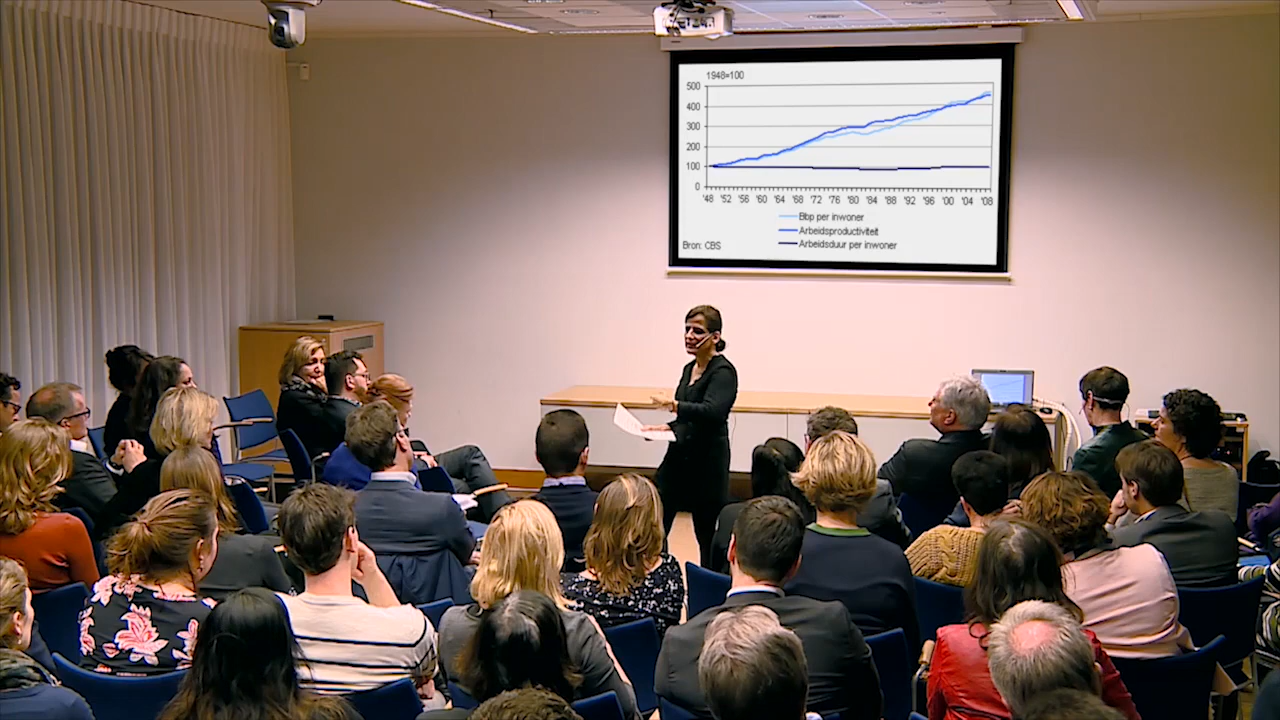 1948=100
500
400
300
200
100
0
'48 '52 '56 '60 '64 '68 '72 '76 '80 '84 '88 '92 '96 '00 '04 '08
Bbp per inwoner
Arbeidsproductiviteit
Arbeidsduur per inwoner
Bron: CBS